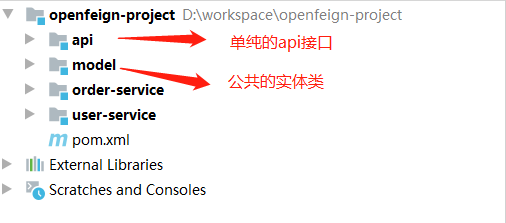 openfeign-project D:\workspace\openfeign-project
api 单纯的api接口
model
公共的实体类
order-service
user-service
m pom.xml
External Libraries
Scratches and Consoles